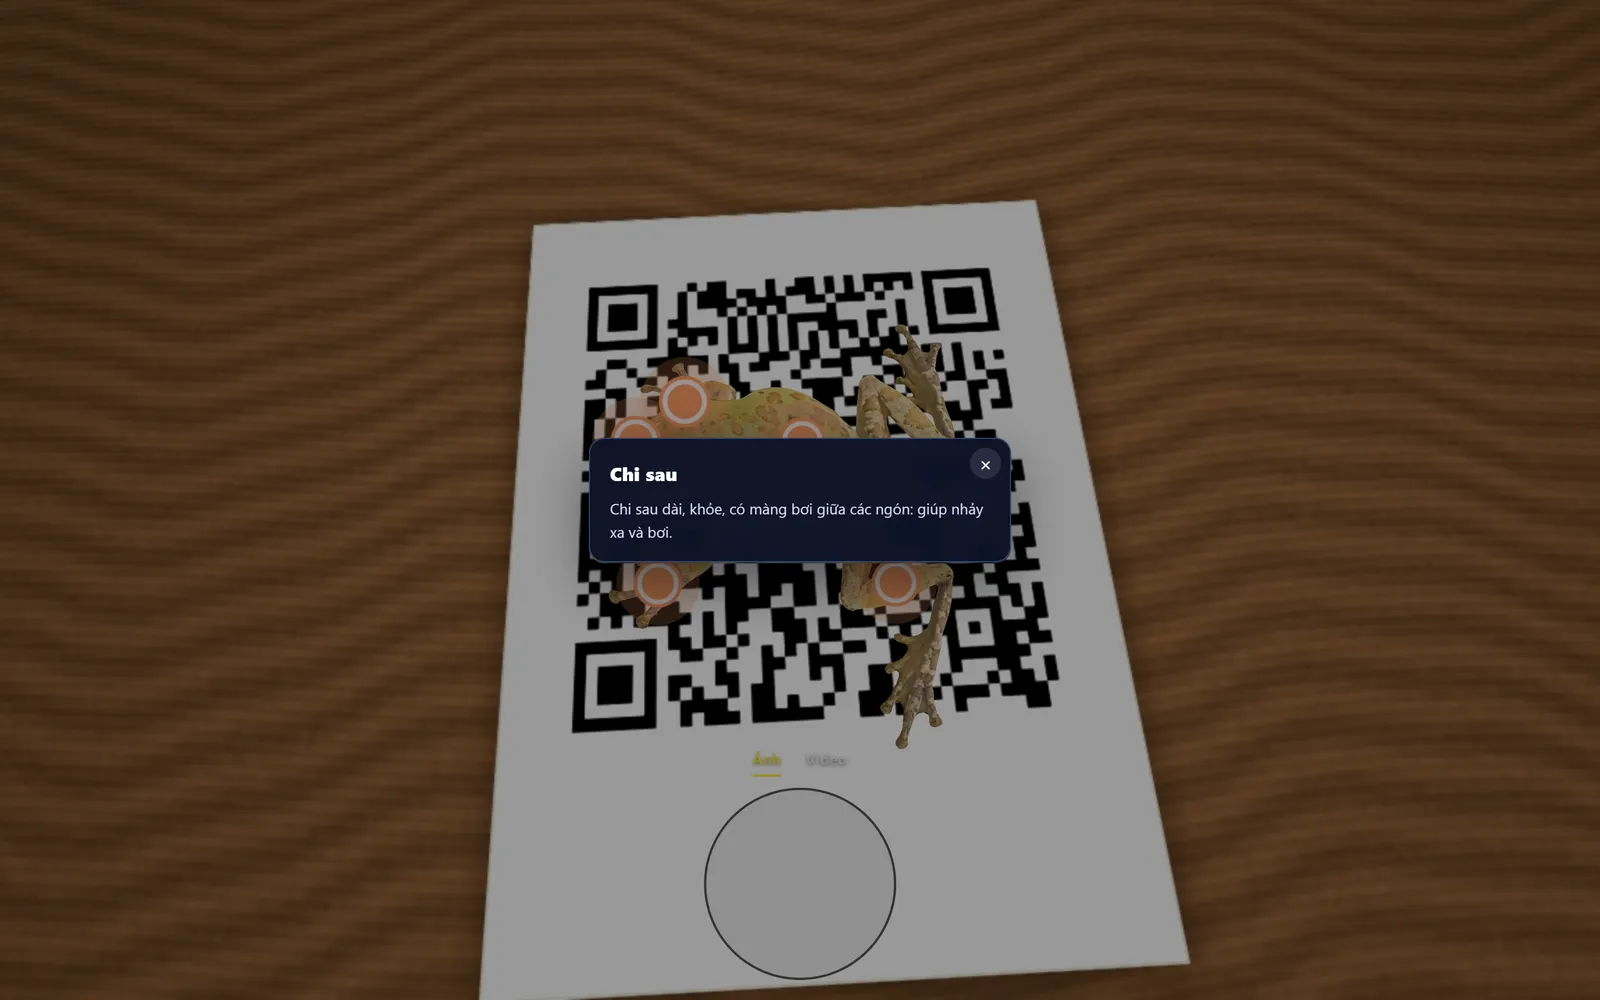 Chi sau
Chi sau dài, khỏe, có màng bơi giữa các ngón: giúp nhảy
xa và bơi.
Ảnh Video